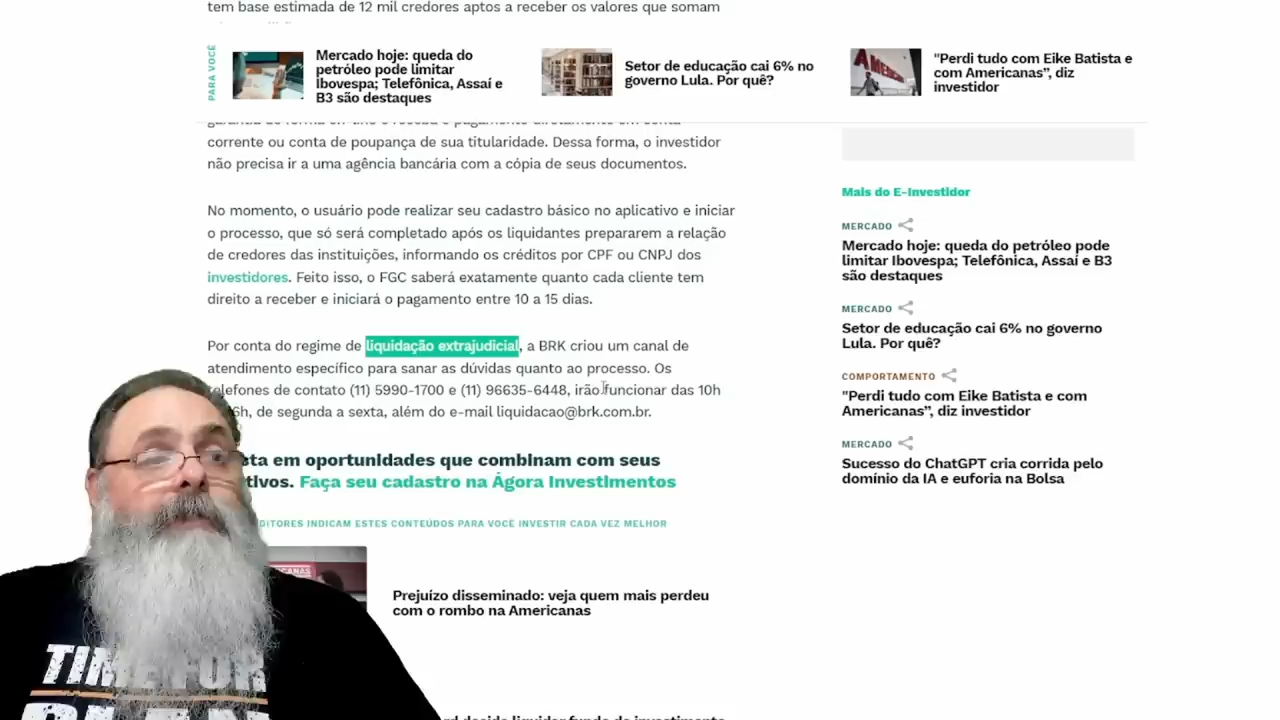 tem base estimada de 12 mil credores aptos a receber os valores que somam
PARA VOCÊ
Mercado hoje: queda do
petróleo pode limitar
Ibovespa; Telefônica, Assaí e
B3 são destaques
Setor de educação cai 6% no
governo Lula. Por quê?
"Perdi tudo com Eike Batista e
com Americanas", diz
investidor
corrente ou conta de poupança de sua titularidade. Dessa forma, o investidor
não precisa ir a uma agência bancária com a cópia de seus documentos.
No momento, o usuário pode realizar seu cadastro básico no aplicativo e iniciar
o processo, que só será completado após os liquidantes prepararem a relação
de credores das instituições, informando os créditos por CPF ou CNPJ dos
investidores. Feito isso, o FGC saberá exatamente quanto cada cliente tem
direito a receber e iniciará o pagamento entre 10 a 15 dias.
Por conta do regime de liquidação extrajudicial, a BRK criou um canal de
atendimento específico para sanar as dúvidas quanto ao processo. Os
telefones de contato (11) 5990-1700 e (11) 96635-6448, irão funcionar das 10h
de segunda a sexta, além do e-mail liquidacao@brk.com.br.
em oportunidades que combinam com seus
Faça seu cadastro na Ágora Investimentos
INDICAM ESTES CONTEÚDOS PARA VOCÊ INVESTIR CADA VEZ MELHOR
Prejuízo disseminado: veja quem mais perdeu
com o rombo na Americanas
Mais do E-Investidor
MERCADO
Mercado hoje: queda do petróleo pode
limitar Ibovespa; Telefônica, Assaí e B3
são destaques
MERCADO
Setor de educação cai 6% no governo
Lula. Por quê?
COMPORTAMENTO
"Perdi tudo com Eike Batista e com
Americanas", diz investidor
MERCADO
Sucesso do ChatGPT cria corrida pelo
domínio da IA e euforia na Bolsa
TIME FOR